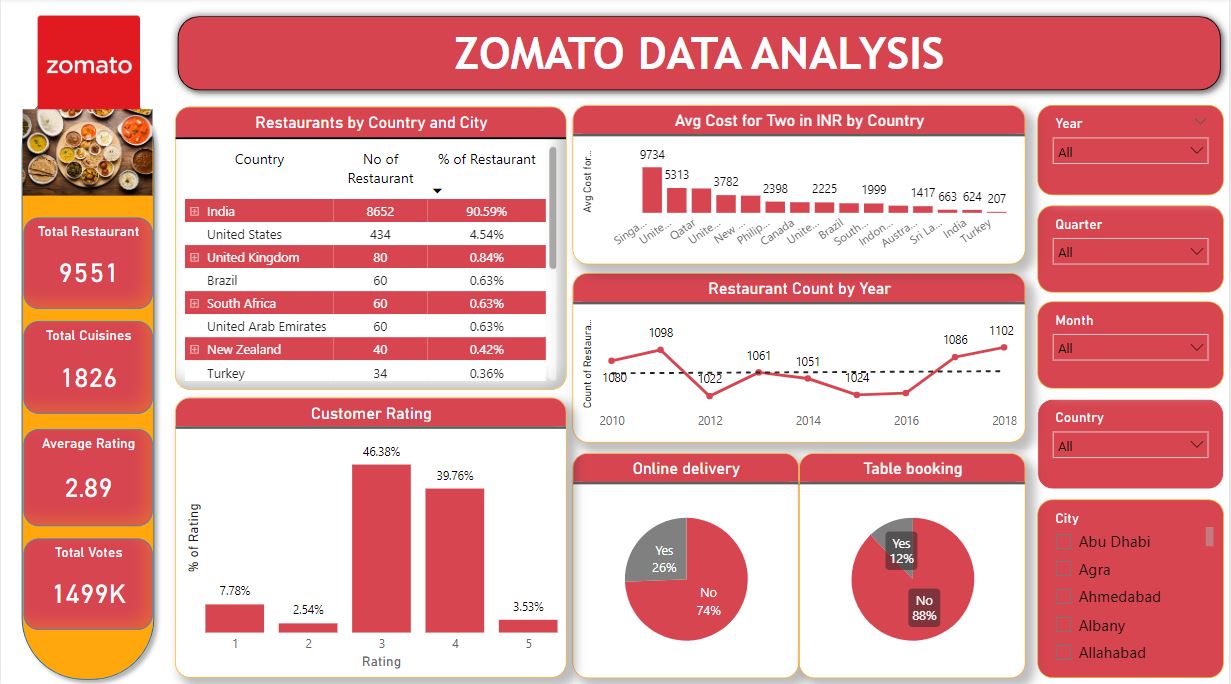 zomato
ZOMATO DATA ANALYSIS
Total Restaurant
9551
Total Cuisines
1826
Average Rating
2.89
Total Votes
1499K
Restaurants by Country and City
Country No of Restaurant % of Restaurant
India 8652 90.59%
United States 434 4.54%
United Kingdom 80 0.84%
Brazil 60 0.63%
South Africa 60 0.63%
United Arab Emirates 60 0.63%
New Zealand 40 0.42%
Turkey 34 0.36%
Customer Rating
% of Rating
46.38%
39.76%
7.78%
2.54%
3.53%
1 2 3 4 5
Rating
Avg Cost for Two in INR by Country
Avg Cost for...
9734 5313 3782 2398 2225 1999 1417 663 624 207
Singa... Unite... Qatar Unite... New ... Philip... Canada Unite... Brazil South... Indon... Austra... Sri La... India Turkey
Restaurant Count by Year
Count of Restaura...
1080 1098 1022 1061 1051 1024 1086 1102
2010 2012 2014 2016 2018
Online delivery
Yes
26%
No
74%
Table booking
Yes
12%
No
88%
Year
All
Quarter
All
Month
All
Country
All
City
Abu Dhabi
Agra
Ahmedabad
Albany
Allahabad